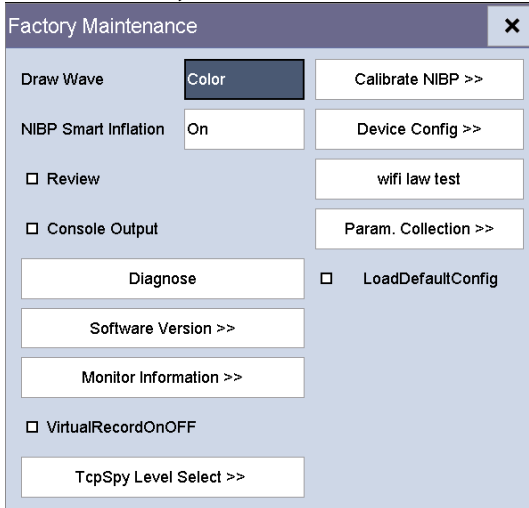 Factory Maintenance
Draw Wave
Color
Calibrate NIBP >>
NIBP Smart Inflation
On
Device Config >>
Review
wifi law test
Console Output
Param. Collection >>
Diagnose
LoadDefaultConfig
Software Version >>
Monitor Information >>
VirtualRecordOnOFF
TcpSpy Level Select >>